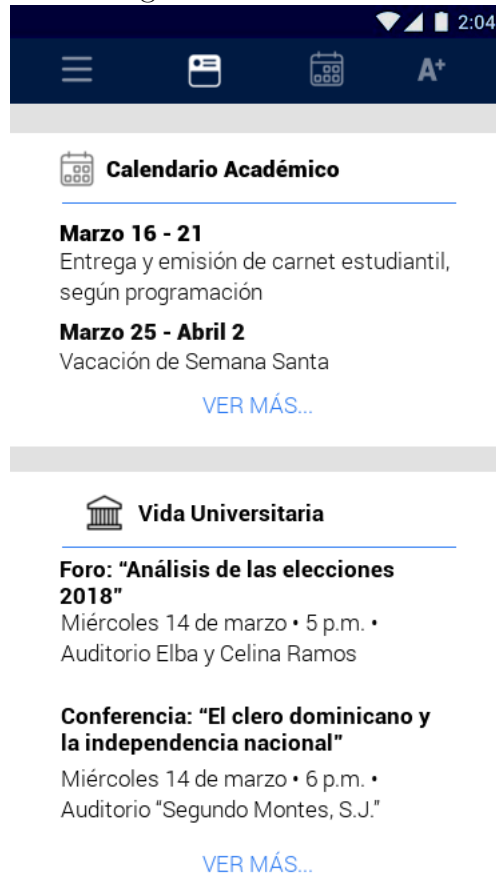 2:04
A+
Calendario Académico
Marzo 16 - 21
Entrega y emisión de carnet estudiantil,
según programación
Marzo 25 - Abril 2
Vacación de Semana Santa
VER MÁS...
Vida Universitaria
Foro: “Análisis de las elecciones
2018”
Miércoles 14 de marzo • 5 p.m. •
Auditorio Elba y Celina Ramos
Conferencia: “El clero dominicano y
la independencia nacional”
Miércoles 14 de marzo • 6 p.m. •
Auditorio “Segundo Montes, S.J.”
VER MÁS...